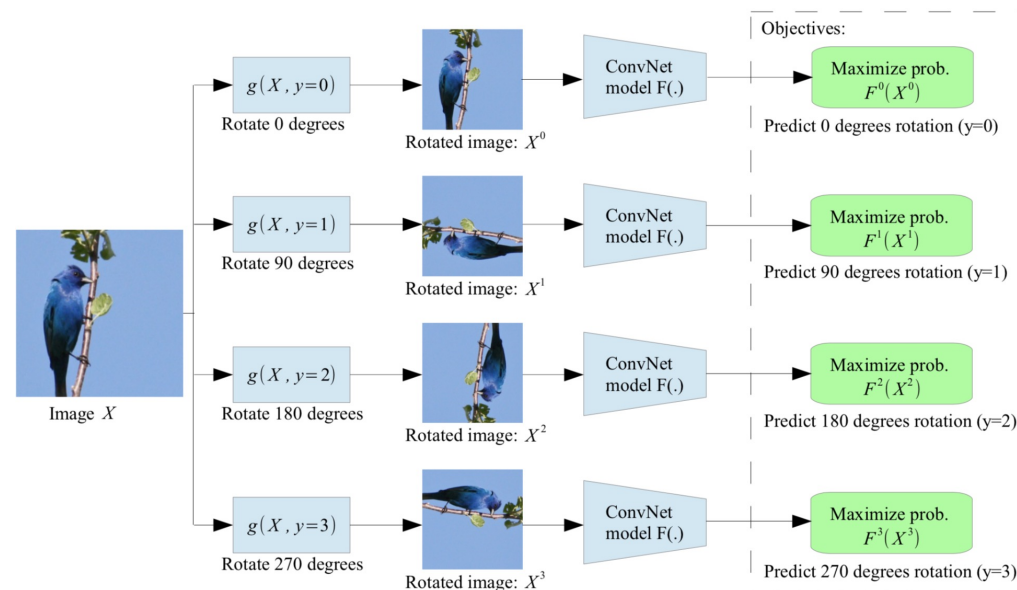 Objectives:
g(X, y=0)
Rotate 0 degrees
Rotated image: X⁰
ConvNet
model F(.)
Maximize prob.
F⁰(X⁰)
Predict 0 degrees rotation (y=0)
g(X, y=1)
Rotate 90 degrees
Rotated image: X¹
ConvNet
model F(.)
Maximize prob.
F¹(X¹)
Predict 90 degrees rotation (y=1)
Image X
g(X, y=2)
Rotate 180 degrees
Rotated image: X²
ConvNet
model F(.)
Maximize prob.
F²(X²)
Predict 180 degrees rotation (y=2)
g(X, y=3)
Rotate 270 degrees
Rotated image: X³
ConvNet
model F(.)
Maximize prob.
F³(X³)
Predict 270 degrees rotation (y=3)